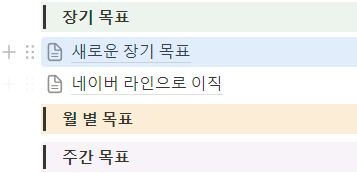 장기 목표
새로운 장기 목표
네이버 라인으로 이직
월 별 목표
주간 목표